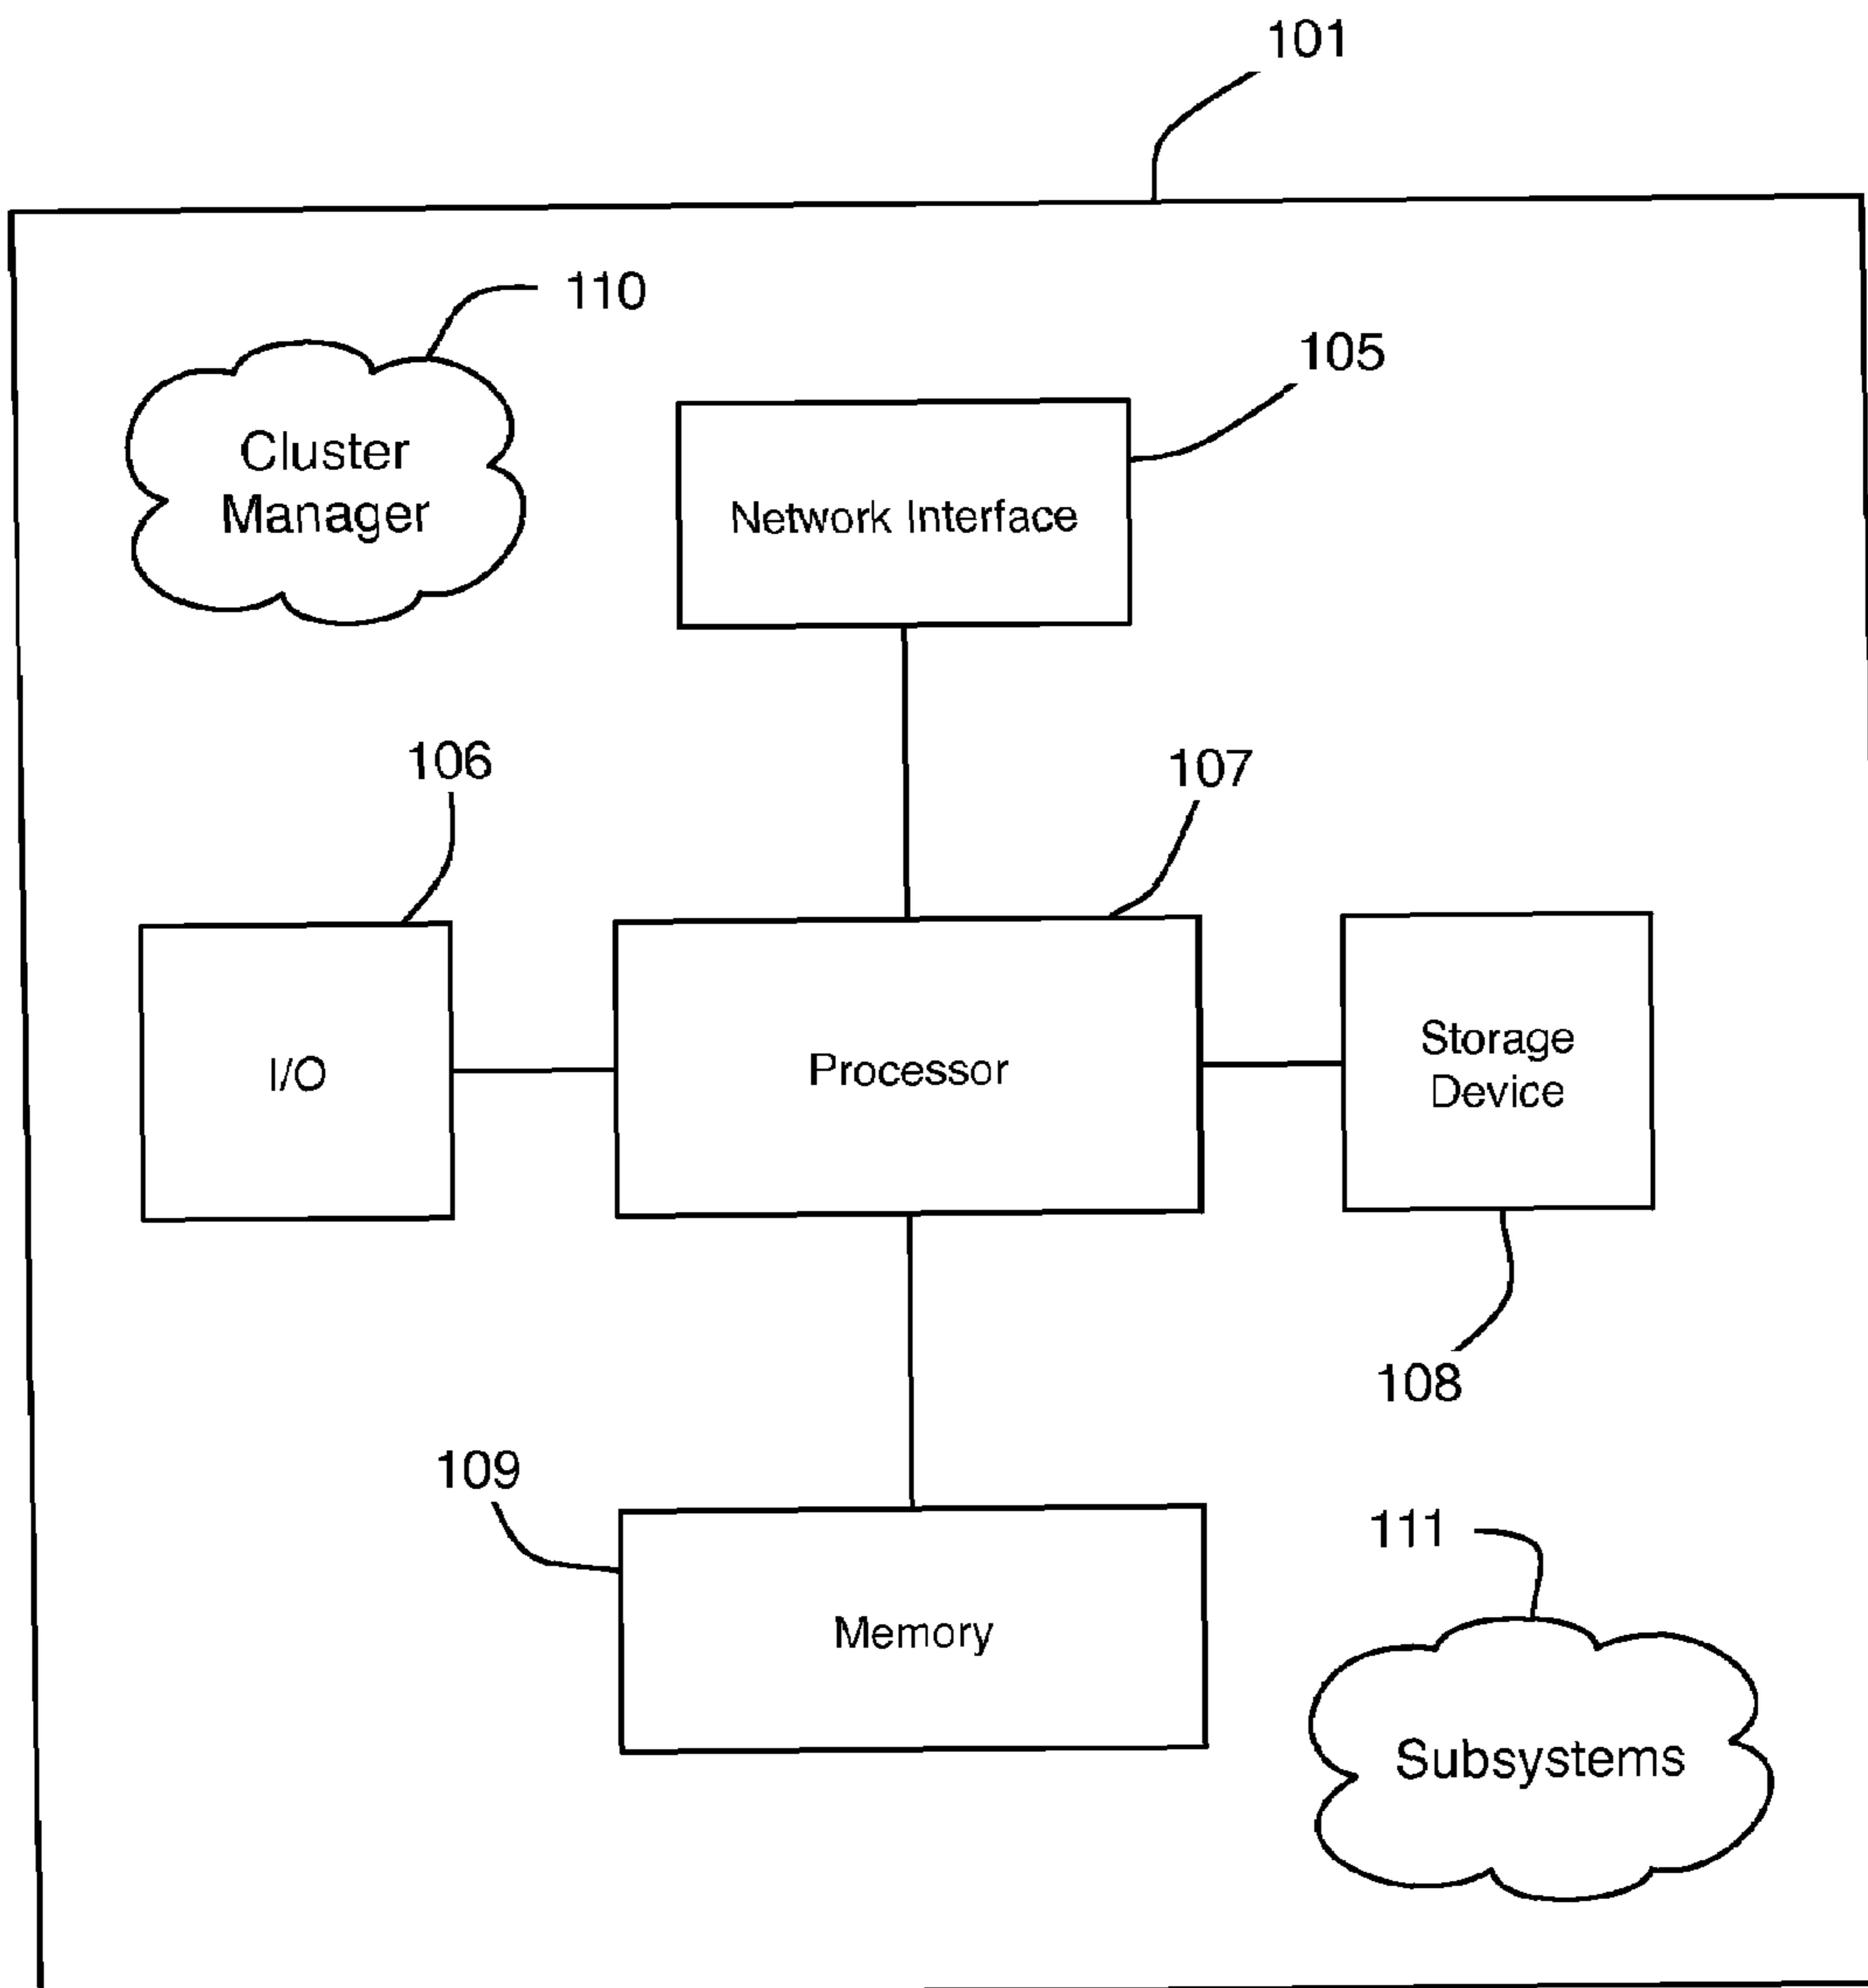 101
110
105
Cluster
Manager
Network Interface
106
107
I/O
Processor
Storage
Device
108
109
111
Memory
Subsystems